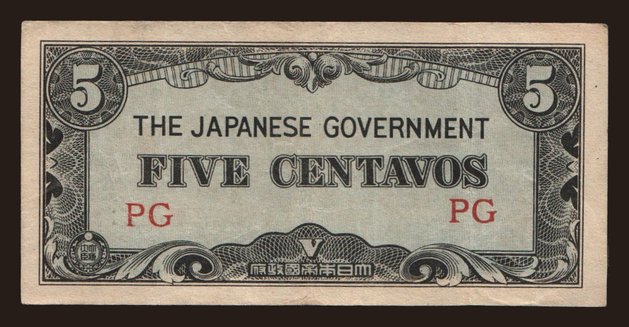 5 5
THE JAPANESE GOVERNMENT
FIVE CENTAVOS
PG PG
V
府政國帝本日大